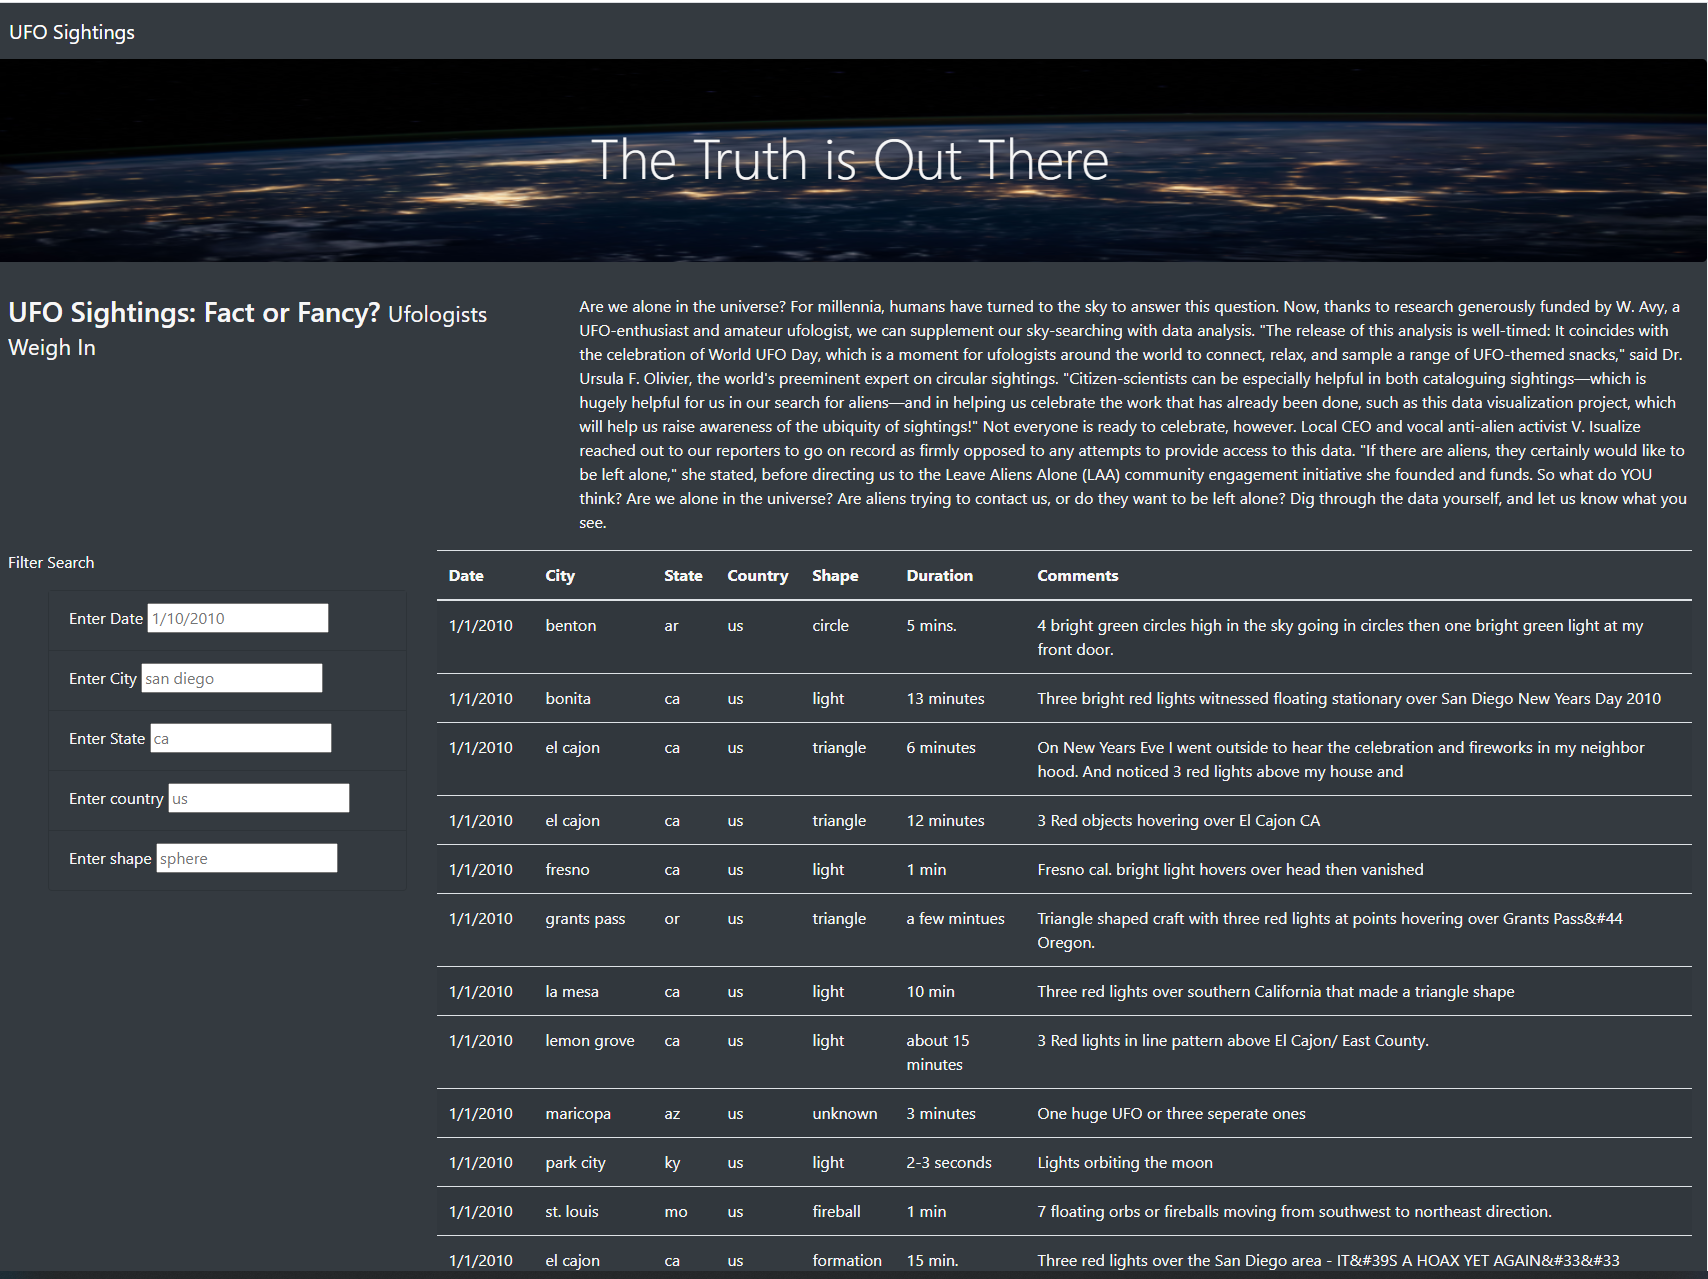 UFO Sightings
The Truth is Out There
UFO Sightings: Fact or Fancy? Ufologists
Weigh In
Are we alone in the universe? For millennia, humans have turned to the sky to answer this question. Now, thanks to research generously funded by W. Avy, a
UFO-enthusiast and amateur ufologist, we can supplement our sky-searching with data analysis. "The release of this analysis is well-timed: It coincides with
the celebration of World UFO Day, which is a moment for ufologists around the world to connect, relax, and sample a range of UFO-themed snacks," said Dr.
Ursula F. Olivier, the world's preeminent expert on circular sightings. "Citizen-scientists can be especially helpful in both cataloguing sightings—which is
hugely helpful for us in our search for aliens—and in helping us celebrate the work that has already been done, such as this data visualization project, which
will help us raise awareness of the ubiquity of sightings!" Not everyone is ready to celebrate, however. Local CEO and vocal anti-alien activist V. Isualize
reached out to our reporters to go on record as firmly opposed to any attempts to provide access to this data. "If there are aliens, they certainly would like to
be left alone," she stated, before directing us to the Leave Aliens Alone (LAA) community engagement initiative she founded and funds. So what do YOU
think? Are we alone in the universe? Are aliens trying to contact us, or do they want to be left alone? Dig through the data yourself, and let us know what you
see.
Filter Search
Enter Date 1/10/2010
Enter City san diego
Enter State ca
Enter country us
Enter shape sphere
Date City State Country Shape Duration Comments
1/1/2010 benton ar us circle 5 mins. 4 bright green circles high in the sky going in circles then one bright green light at my
front door.
1/1/2010 bonita ca us light 13 minutes Three bright red lights witnessed floating stationary over San Diego New Years Day 2010
1/1/2010 el cajon ca us triangle 6 minutes On New Years Eve I went outside to hear the celebration and fireworks in my neighbor
hood. And noticed 3 red lights above my house and
1/1/2010 el cajon ca us triangle 12 minutes 3 Red objects hovering over El Cajon CA
1/1/2010 fresno ca us light 1 min Fresno cal. bright light hovers over head then vanished
1/1/2010 grants pass or us triangle a few mintues Triangle shaped craft with three red lights at points hovering over Grants Pass&#44
Oregon.
1/1/2010 la mesa ca us light 10 min Three red lights over southern California that made a triangle shape
1/1/2010 lemon grove ca us light about 15 3 Red lights in line pattern above El Cajon/ East County.
minutes
1/1/2010 maricopa az us unknown 3 minutes One huge UFO or three seperate ones
1/1/2010 park city ky us light 2-3 seconds Lights orbiting the moon
1/1/2010 st. louis mo us fireball 1 min 7 floating orbs or fireballs moving from southwest to northeast direction.
1/1/2010 el cajon ca us formation 15 min. Three red lights over the San Diego area - IT&#39S A HOAX YET AGAIN&#33&#33